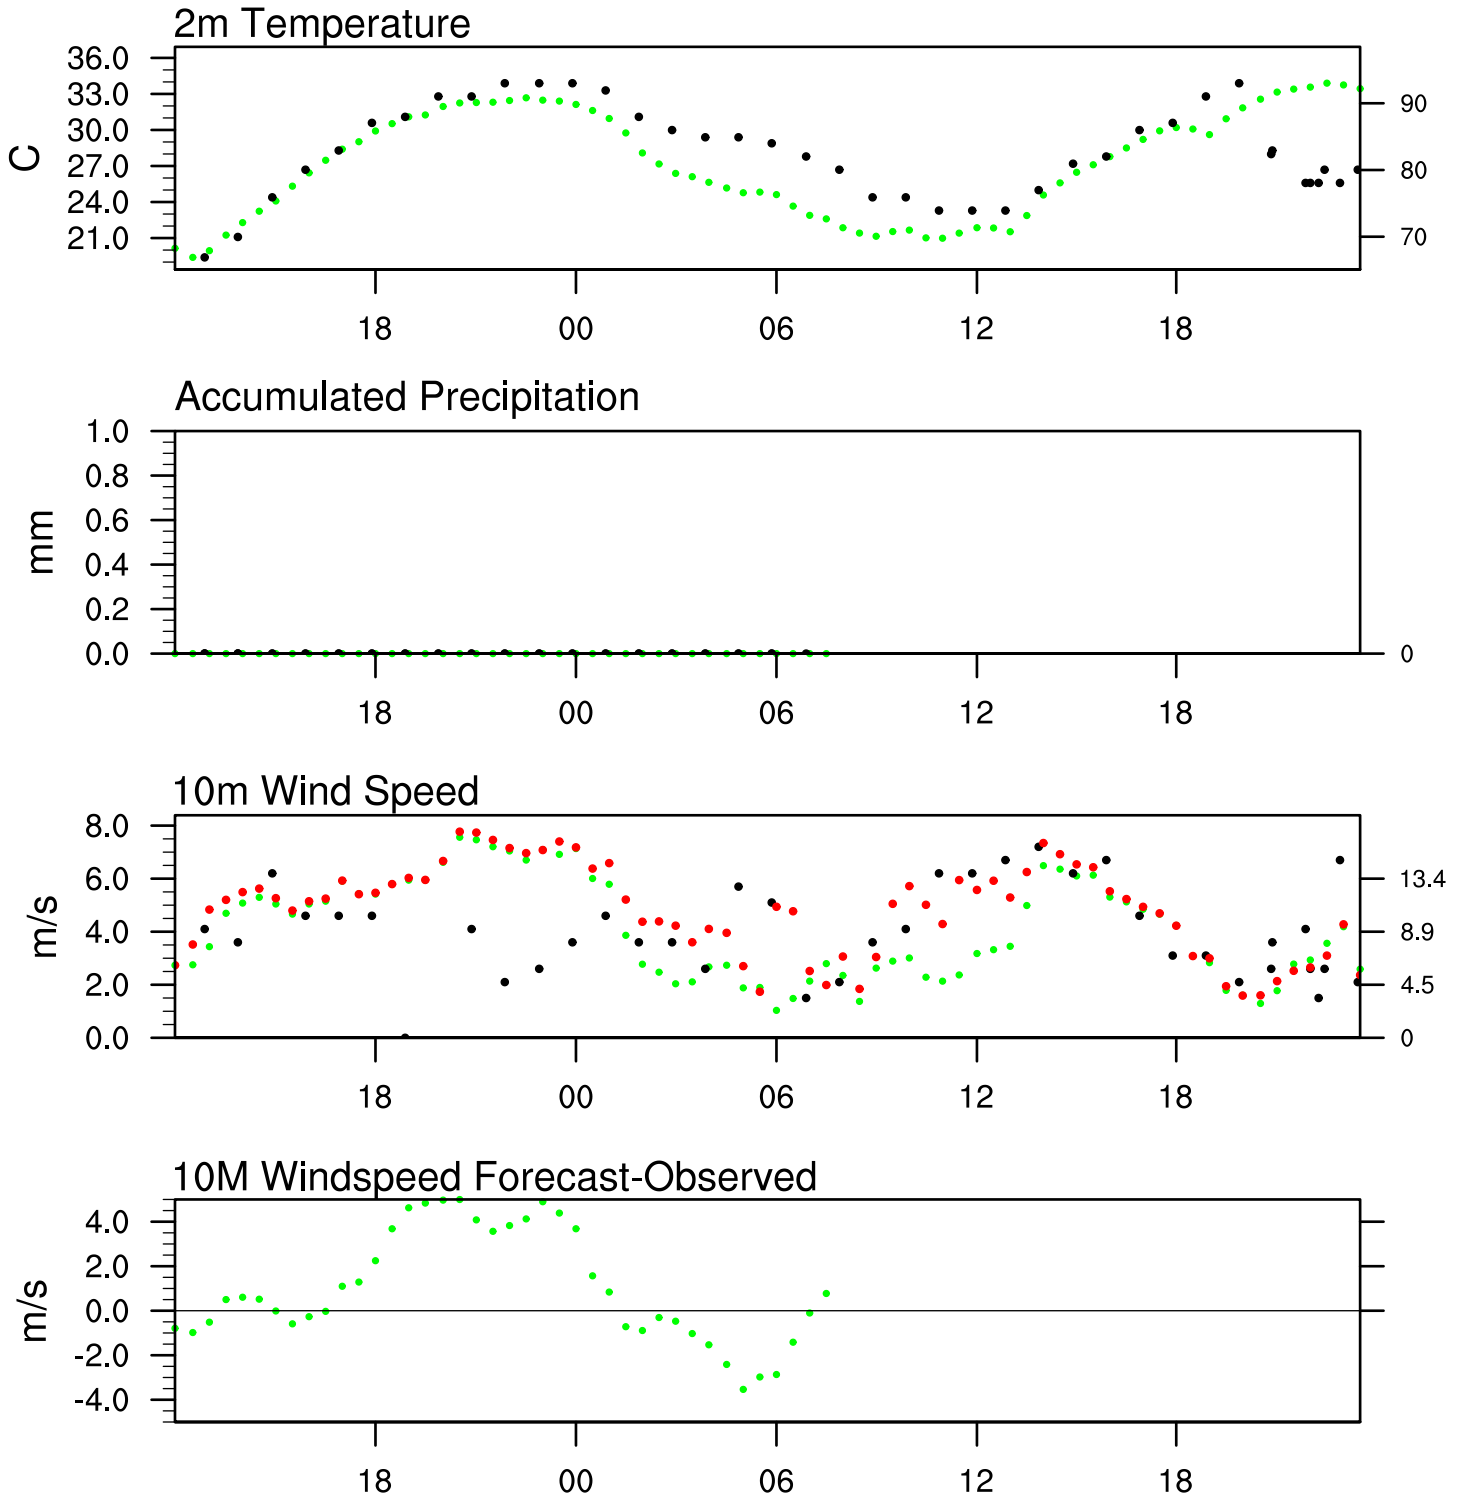 2m Temperature
36.0
33.0
30.0
27.0
24.0
21.0
C
90
80
70
18 00 06 12 18
Accumulated Precipitation
1.0
0.8
0.6
0.4
0.2
0.0
mm
0
18 00 06 12 18
10m Wind Speed
8.0
6.0
4.0
2.0
0.0
m/s
13.4
8.9
4.5
0
18 00 06 12 18
10M Windspeed Forecast-Observed
4.0
2.0
0.0
-2.0
-4.0
m/s
18 00 06 12 18